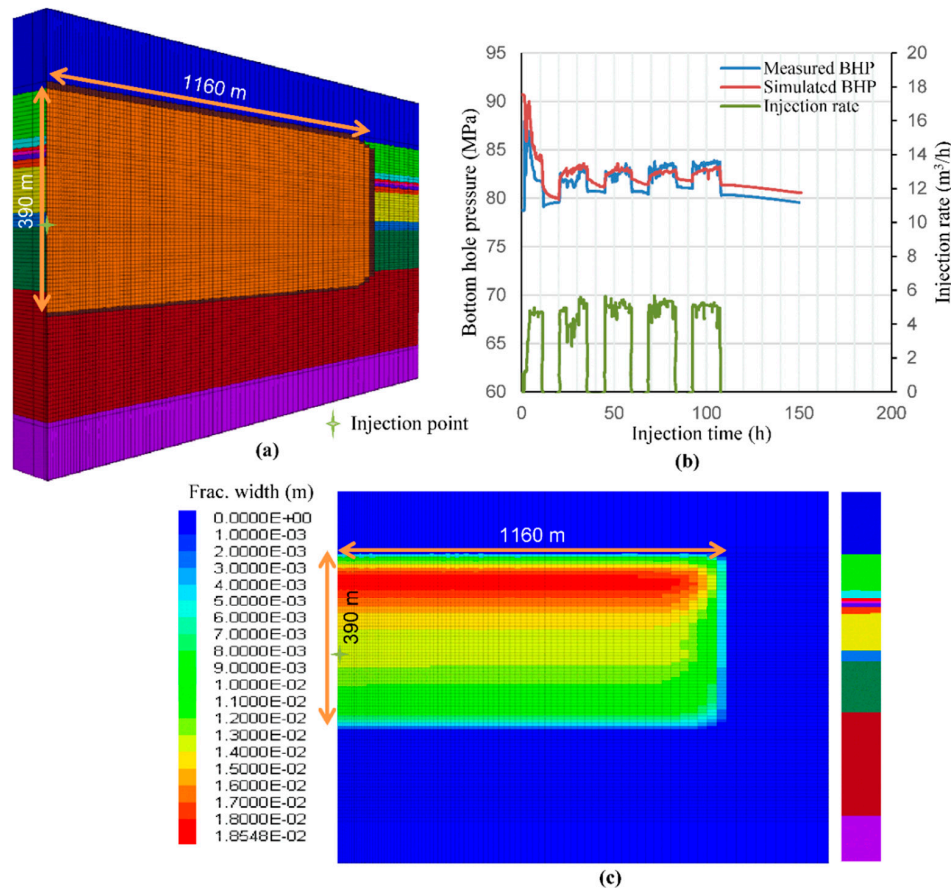 (a)
1160 m
390 m
Injection point
(b)
Bottom hole pressure (MPa)
95
90
85
80
75
70
65
60
Measured BHP
Simulated BHP
Injection rate
20
18
16
14
12
10
8
6
4
2
0
Injection rate (m³/h)
0
50
100
150
200
Injection time (h)
Frac. width (m)
0.0000E+00
1.0000E-03
2.0000E-03
3.0000E-03
4.0000E-03
5.0000E-03
6.0000E-03
7.0000E-03
8.0000E-03
9.0000E-03
1.0000E-02
1.1000E-02
1.2000E-02
1.3000E-02
1.4000E-02
1.5000E-02
1.6000E-02
1.7000E-02
1.8000E-02
1.8548E-02
1160 m
390 m
(c)